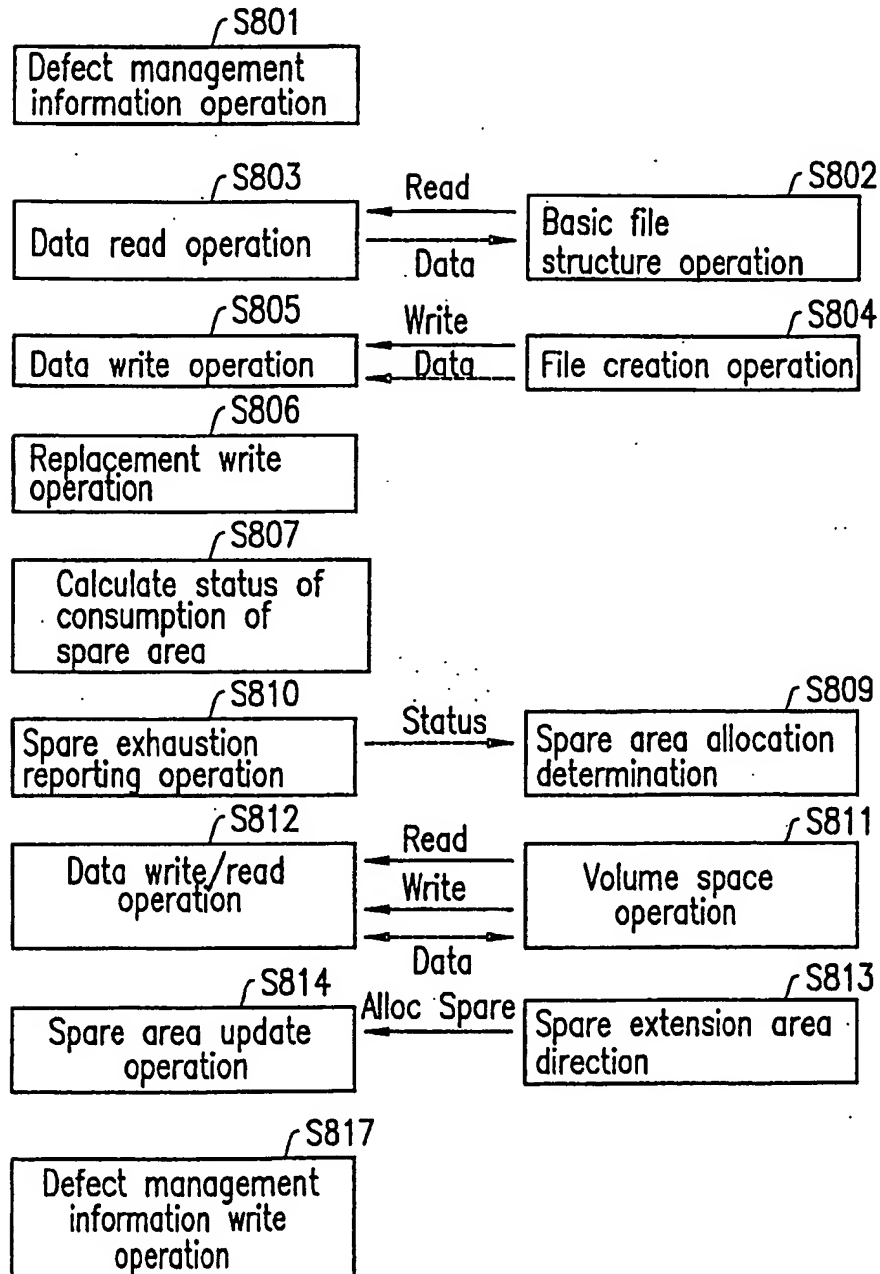 S801
Defect management
information operation
S803
Data read operation
Read
Data
S802
Basic file
structure operation
S805
Data write operation
Write
Data
S804
File creation operation
S806
Replacement write
operation
S807
Calculate status of
consumption of
spare area
S810
Spare exhaustion
reporting operation
Status
S809
Spare area allocation
determination
S812
Data write/read
operation
Read
Write
Data
S811
Volume space
operation
S814
Spare area update
operation
Alloc Spare
S813
Spare extension area
direction
S817
Defect management
information write
operation